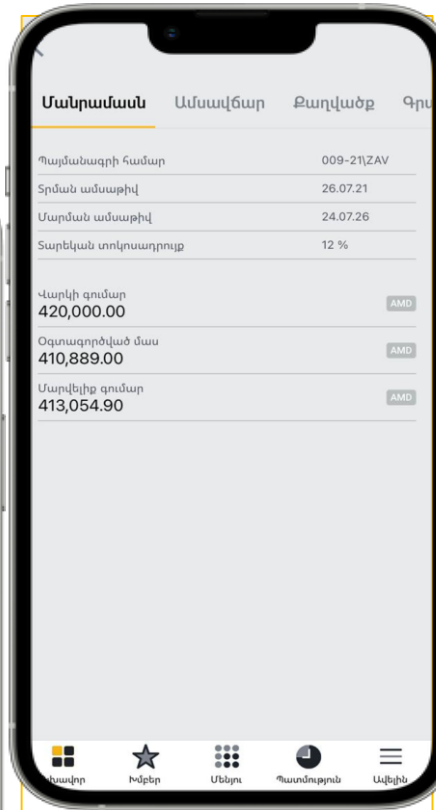 Մանրամասն Ամսավճար Քաղվածք
Պայմանագրի համար 009-21\ZAV
Տրման ամսաթիվ 26.07.21
Մարման ամսաթիվ 24.07.26
Տարեկան տոկոսադրույք 12 %
Վարկի գումար
420,000.00 AMD
Օգտագործված մաս
410,889.00 AMD
Մարվելիք գումար
413,054.90 AMD
Խմբեր Մենյու Պատմություն Ավելին